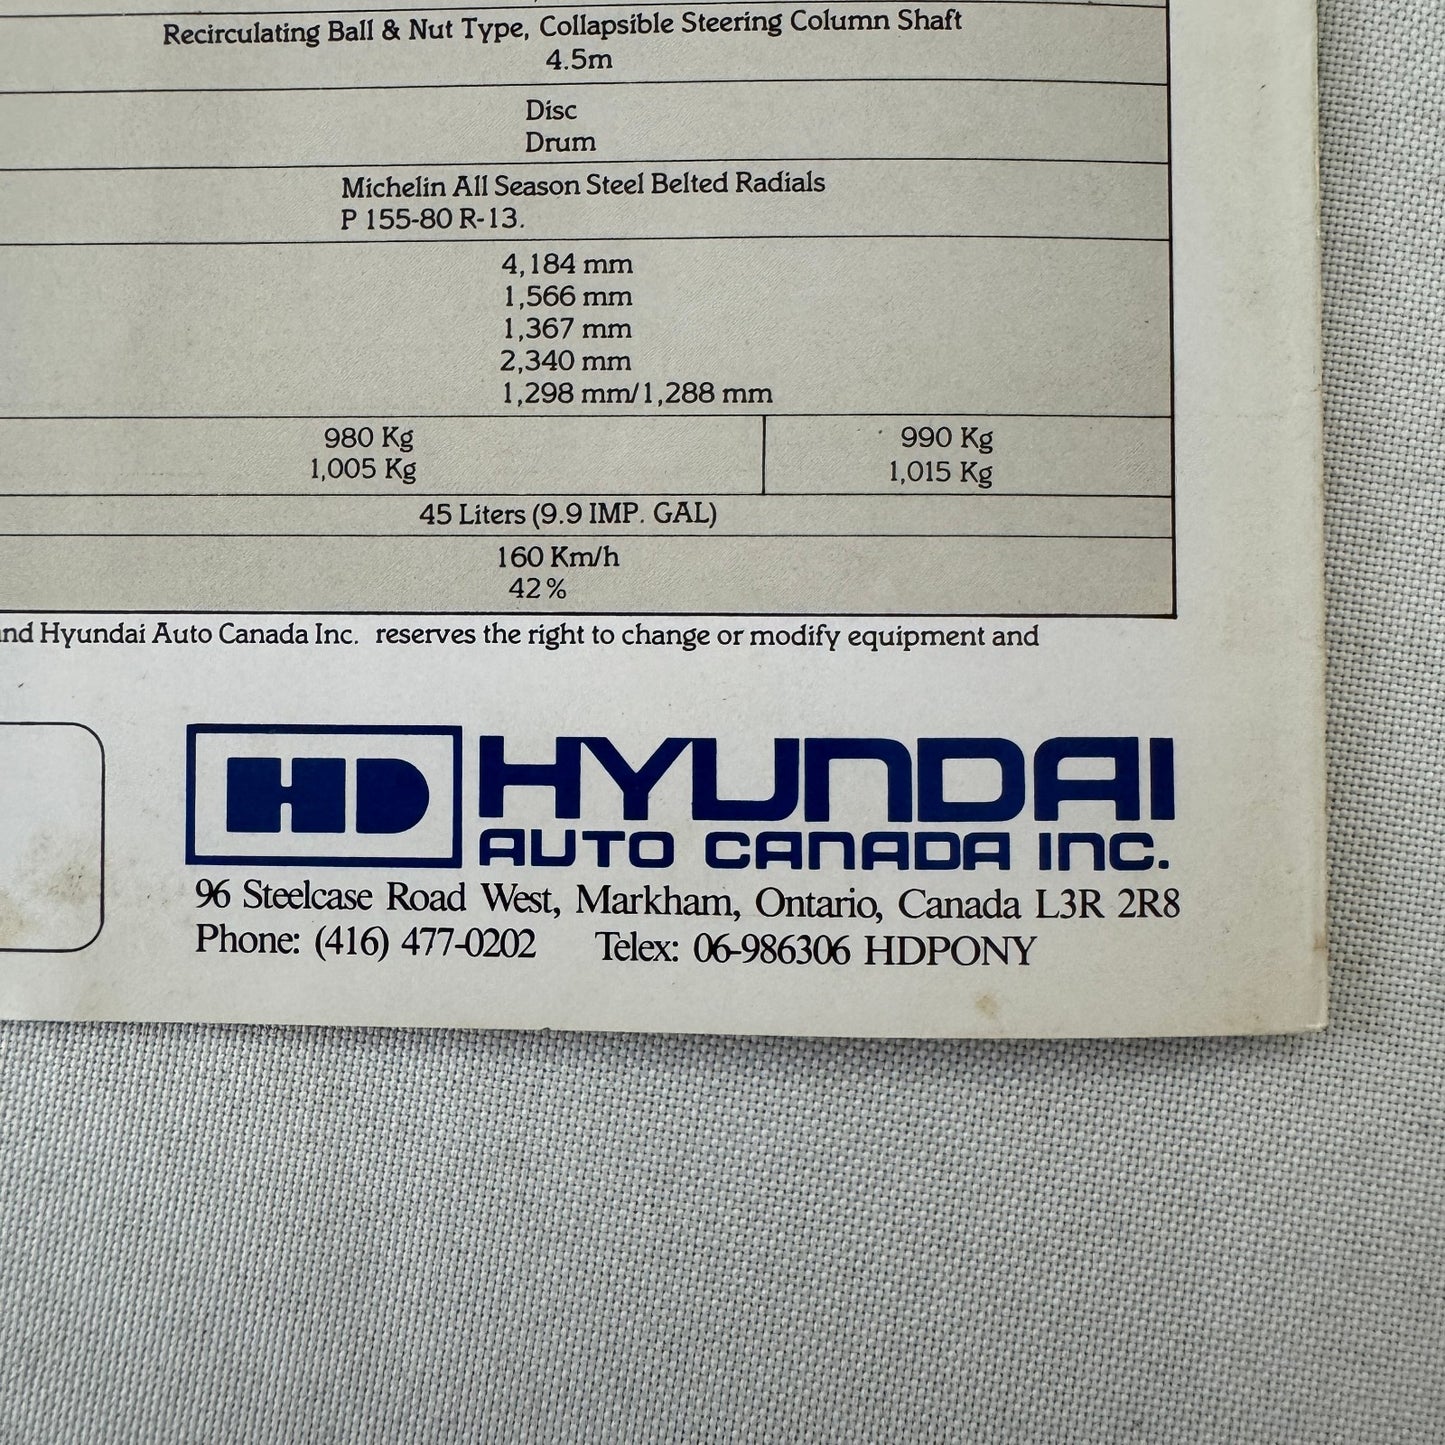 Recirculating Ball & Nut Type, Collapsible Steering Column Shaft
4.5m
Disc
Drum
Michelin All Season Steel Belted Radials
P 155-80 R-13.
4,184 mm
1,566 mm
1,367 mm
2,340 mm
1,298 mm/1,288 mm
980 Kg 990 Kg
1,005 Kg 1,015 Kg
45 Liters (9.9 IMP. GAL)
160 Km/h
42%
and Hyundai Auto Canada Inc. reserves the right to change or modify equipment and
HD HYUNDAI
AUTO CANADA INC.
96 Steelcase Road West, Markham, Ontario, Canada L3R 2R8
Phone: (416) 477-0202 Telex: 06-986306 HDPONY